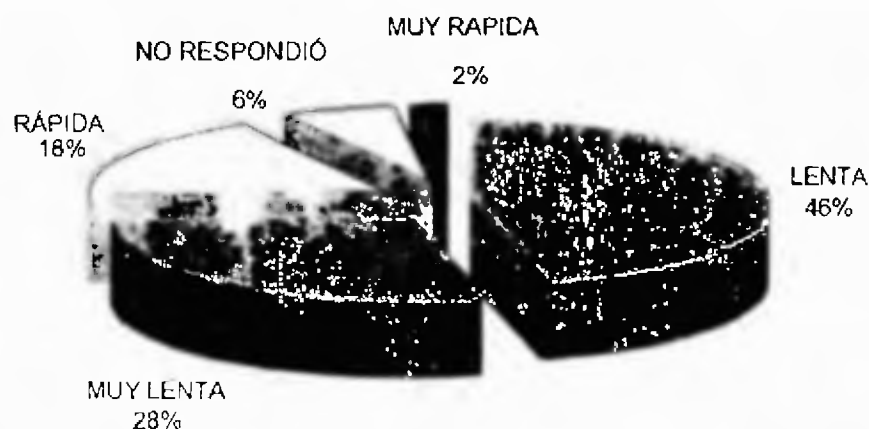 MUY RAPIDA
2%
NO RESPONDIÓ
6%
RÁPIDA
18%
LENTA
46%
MUY LENTA
28%